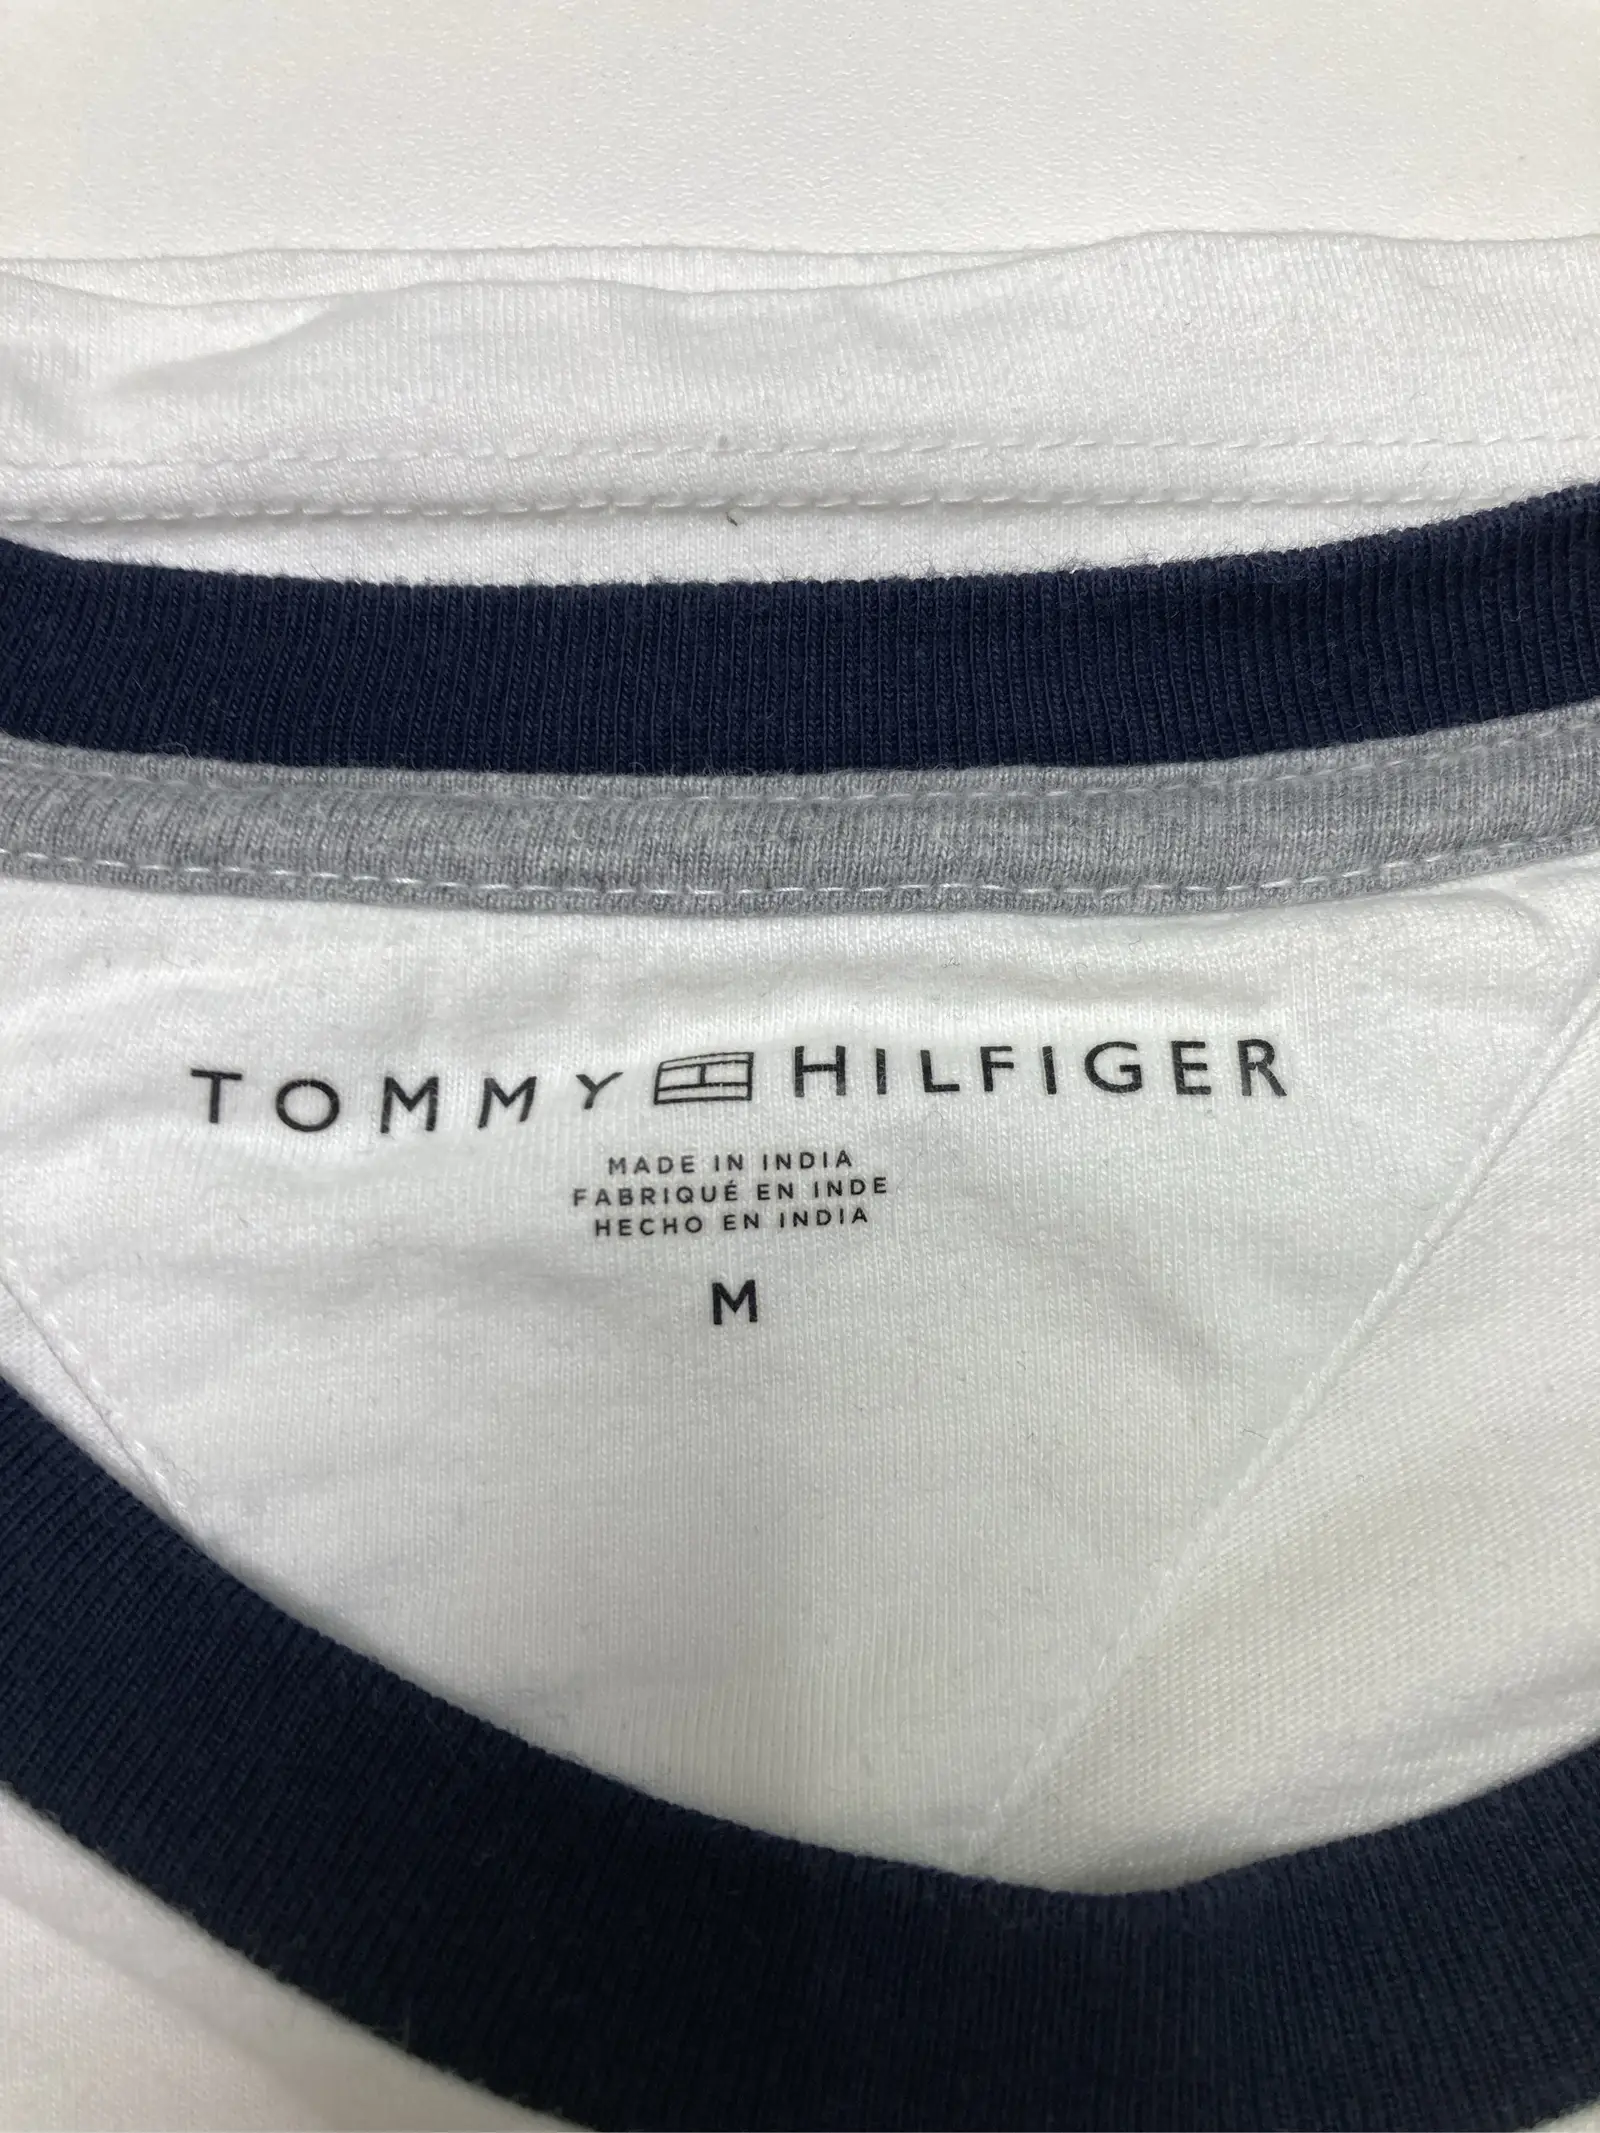 TOMMY HILFIGER
MADE IN INDIA
FABRIQUÉ EN INDE
HECHO EN INDIA
M